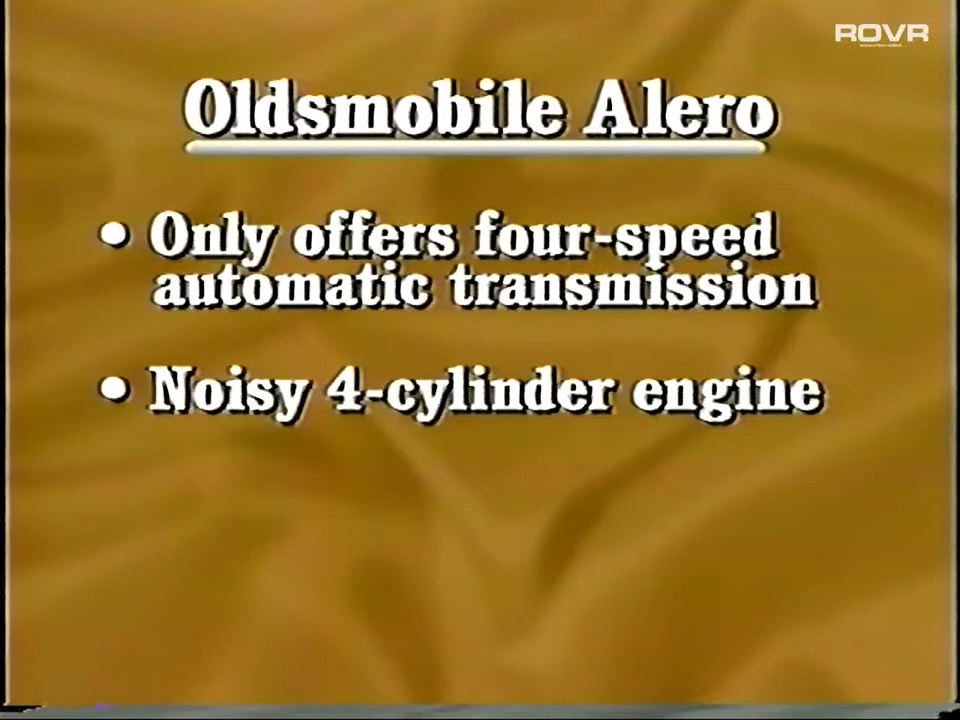 ROVR
Oldsmobile Alero
• Only offers four-speed
automatic transmission
• Noisy 4-cylinder engine